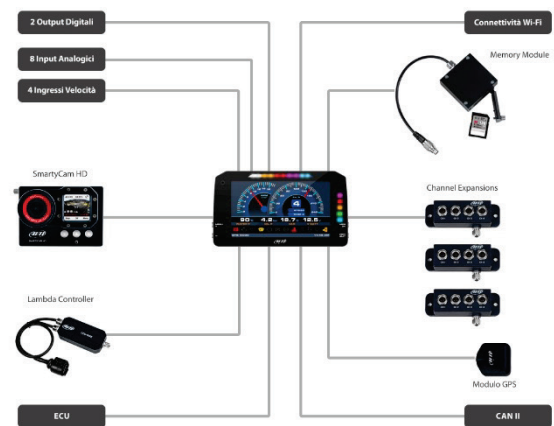 2 Output Digitali
8 Input Analogici
4 Ingressi Velocità
SmartyCam HD
Lambda Controller
ECU
Connettività Wi-Fi
Memory Module
Channel Expansions
Modulo GPS
CAN II
4